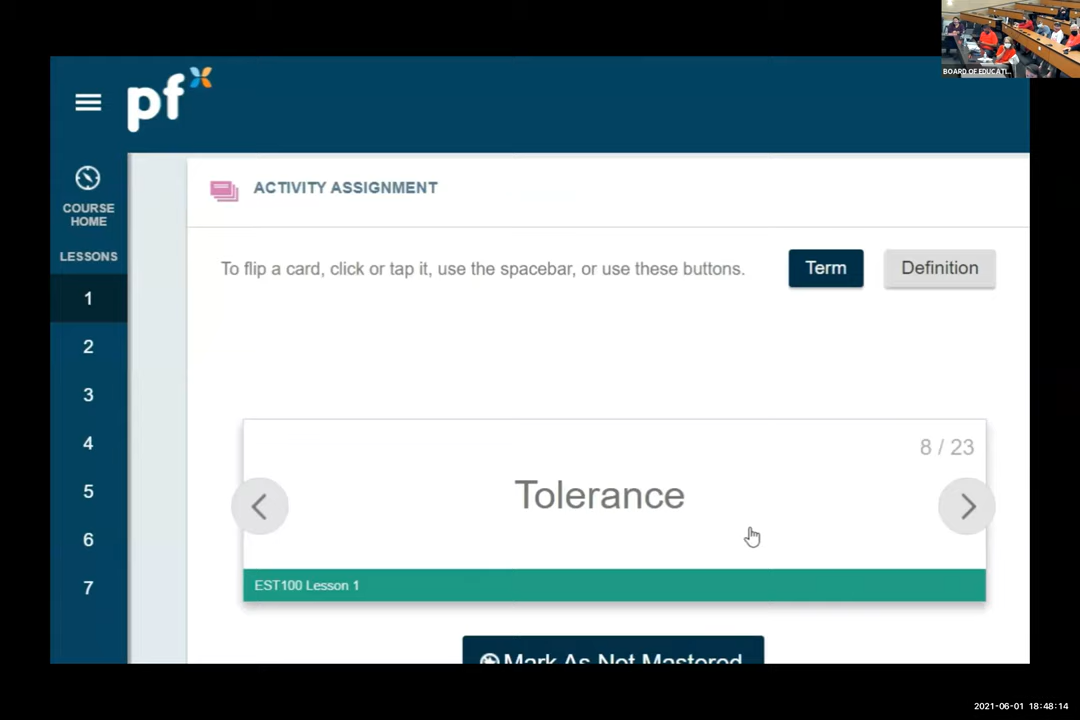 BOARD OF EDUCATI...
pf
COURSE
HOME
LESSONS
1
2
3
4
5
6
7
ACTIVITY ASSIGNMENT
To flip a card, click or tap it, use the spacebar, or use these buttons.
Term
Definition
8 / 23
Tolerance
EST100 Lesson 1
Mark As Not Mastered
2021-06-01 18:48:14